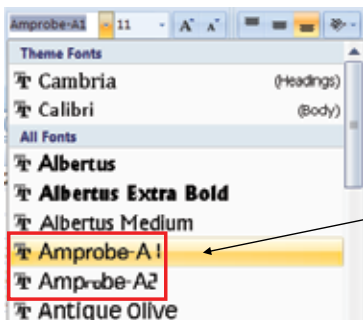 Amprobe-A1 11 A A
Theme Fonts
Cambria (Headings)
Calibri (Body)
All Fonts
Albertus
Albertus Extra Bold
Albertus Medium
Amprobe-A1
Amprobe-A2
Antique Olive